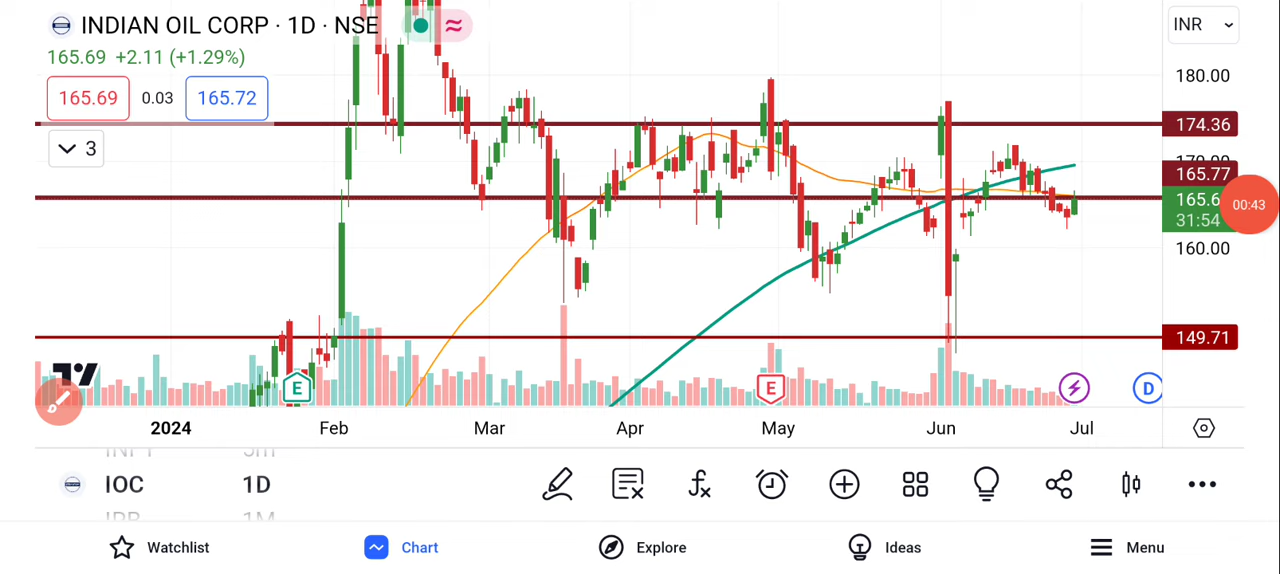 INDIAN OIL CORP · 1D · NSE
INR
165.69 +2.11 (+1.29%)
180.00
165.69 0.03 165.72
174.36
3
170.00
165.77
165.6
00:43
31:54
160.00
149.71
E E D
2024 Feb Mar Apr May Jun Jul
IOC 1D
Watchlist Chart Explore Ideas Menu